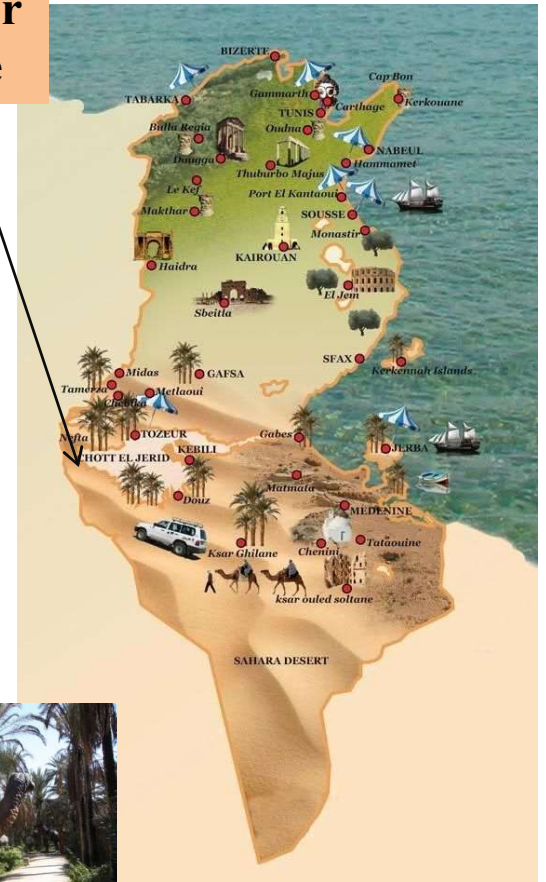 r
e
BIZERTE
Cap Bon
Gammarth
TABARKA
Kerkouane
Carthage
TUNIS
Bulla Regia
Oudna
NABEUL
Dougga
Hammamet
Thuburbo Majus
Le Kef
Port El Kantaoui
Makthar
SOUSSE
Monastir
KAIROUAN
Haidra
El Jem
Sbeitla
SFAX
Kerkennah Islands
Midas
GAFSA
Tamerza
Metlaoui
Chebika
Nefta
TOZEUR
Gabes
JERBA
CHOTT EL JERID
KEBILI
Matmata
Douz
MEDENINE
Ksar Ghilane
Chenini
Tataouine
ksar ouled soltane
SAHARA DESERT